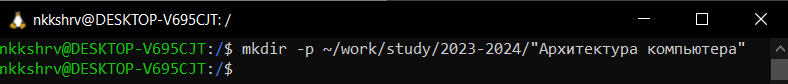 nkkshrv@DESKTOP-V695CJT: /
nkkshrv@DESKTOP-V695CJT:/$ mkdir -p ~/work/study/2023-2024/"Архитектура компьютера"
nkkshrv@DESKTOP-V695CJT:/$